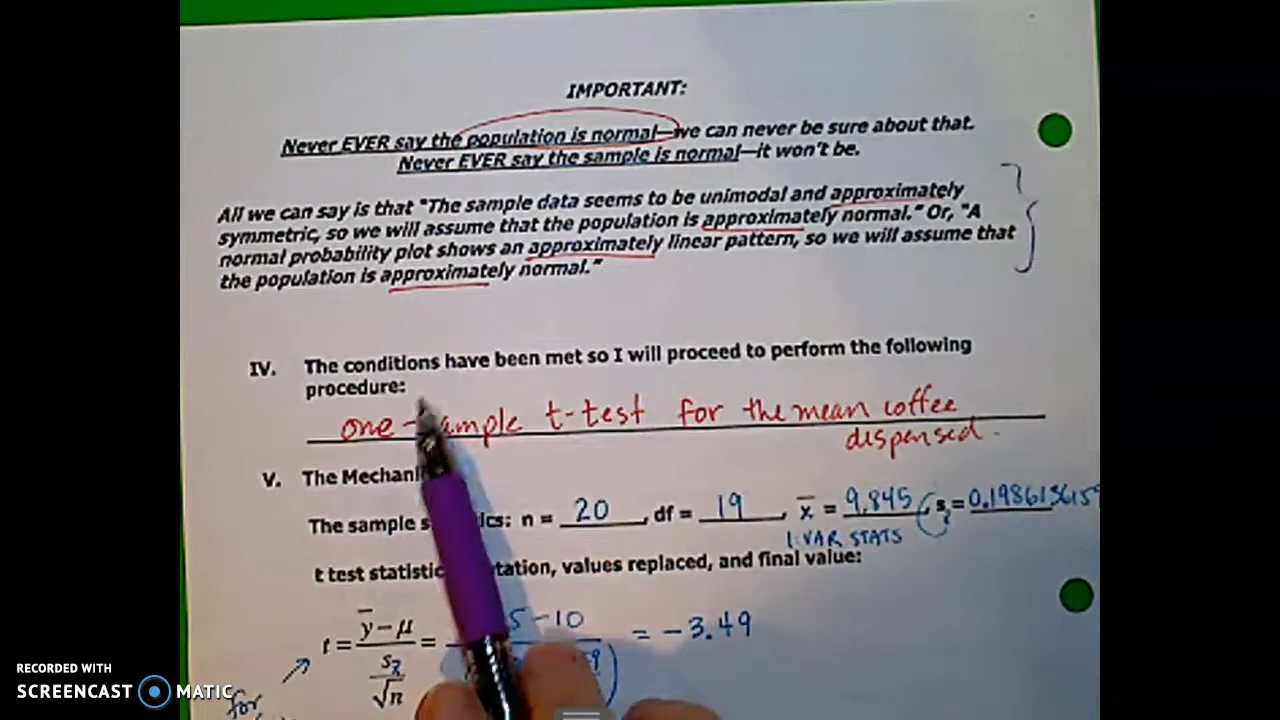 IMPORTANT:
Never EVER say the population is normal—we can never be sure about that.
Never EVER say the sample is normal—it won't be.
All we can say is that "The sample data seems to be unimodal and approximately
symmetric, so we will assume that the population is approximately normal." Or, "A
normal probability plot shows an approximately linear pattern, so we will assume that
the population is approximately normal."
IV. The conditions have been met so I will proceed to perform the following
procedure:
one - ample t-test for the mean coffee
dispensed.
V. The Mechani
The sample s ics: n = 20, df = 19, x̄ = 9.845, s = 0.19861
1-VAR STATS
t test statistic tation, values replaced, and final value:
t = ȳ - μ = 5 - 10 = -3.49
s
√n
for
RECORDED WITH
SCREENCAST MATIC